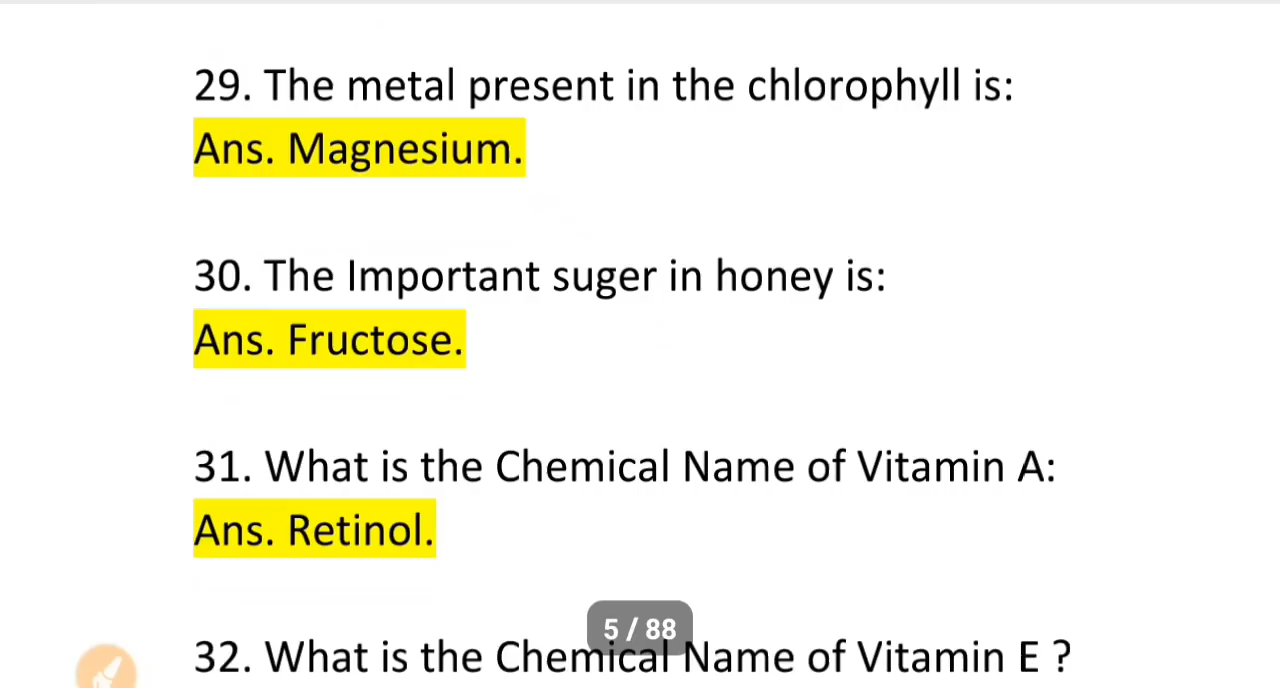 29. The metal present in the chlorophyll is:
Ans. Magnesium.
30. The Important suger in honey is:
Ans. Fructose.
31. What is the Chemical Name of Vitamin A:
Ans. Retinol.
5 / 88
32. What is the Chemical Name of Vitamin E ?